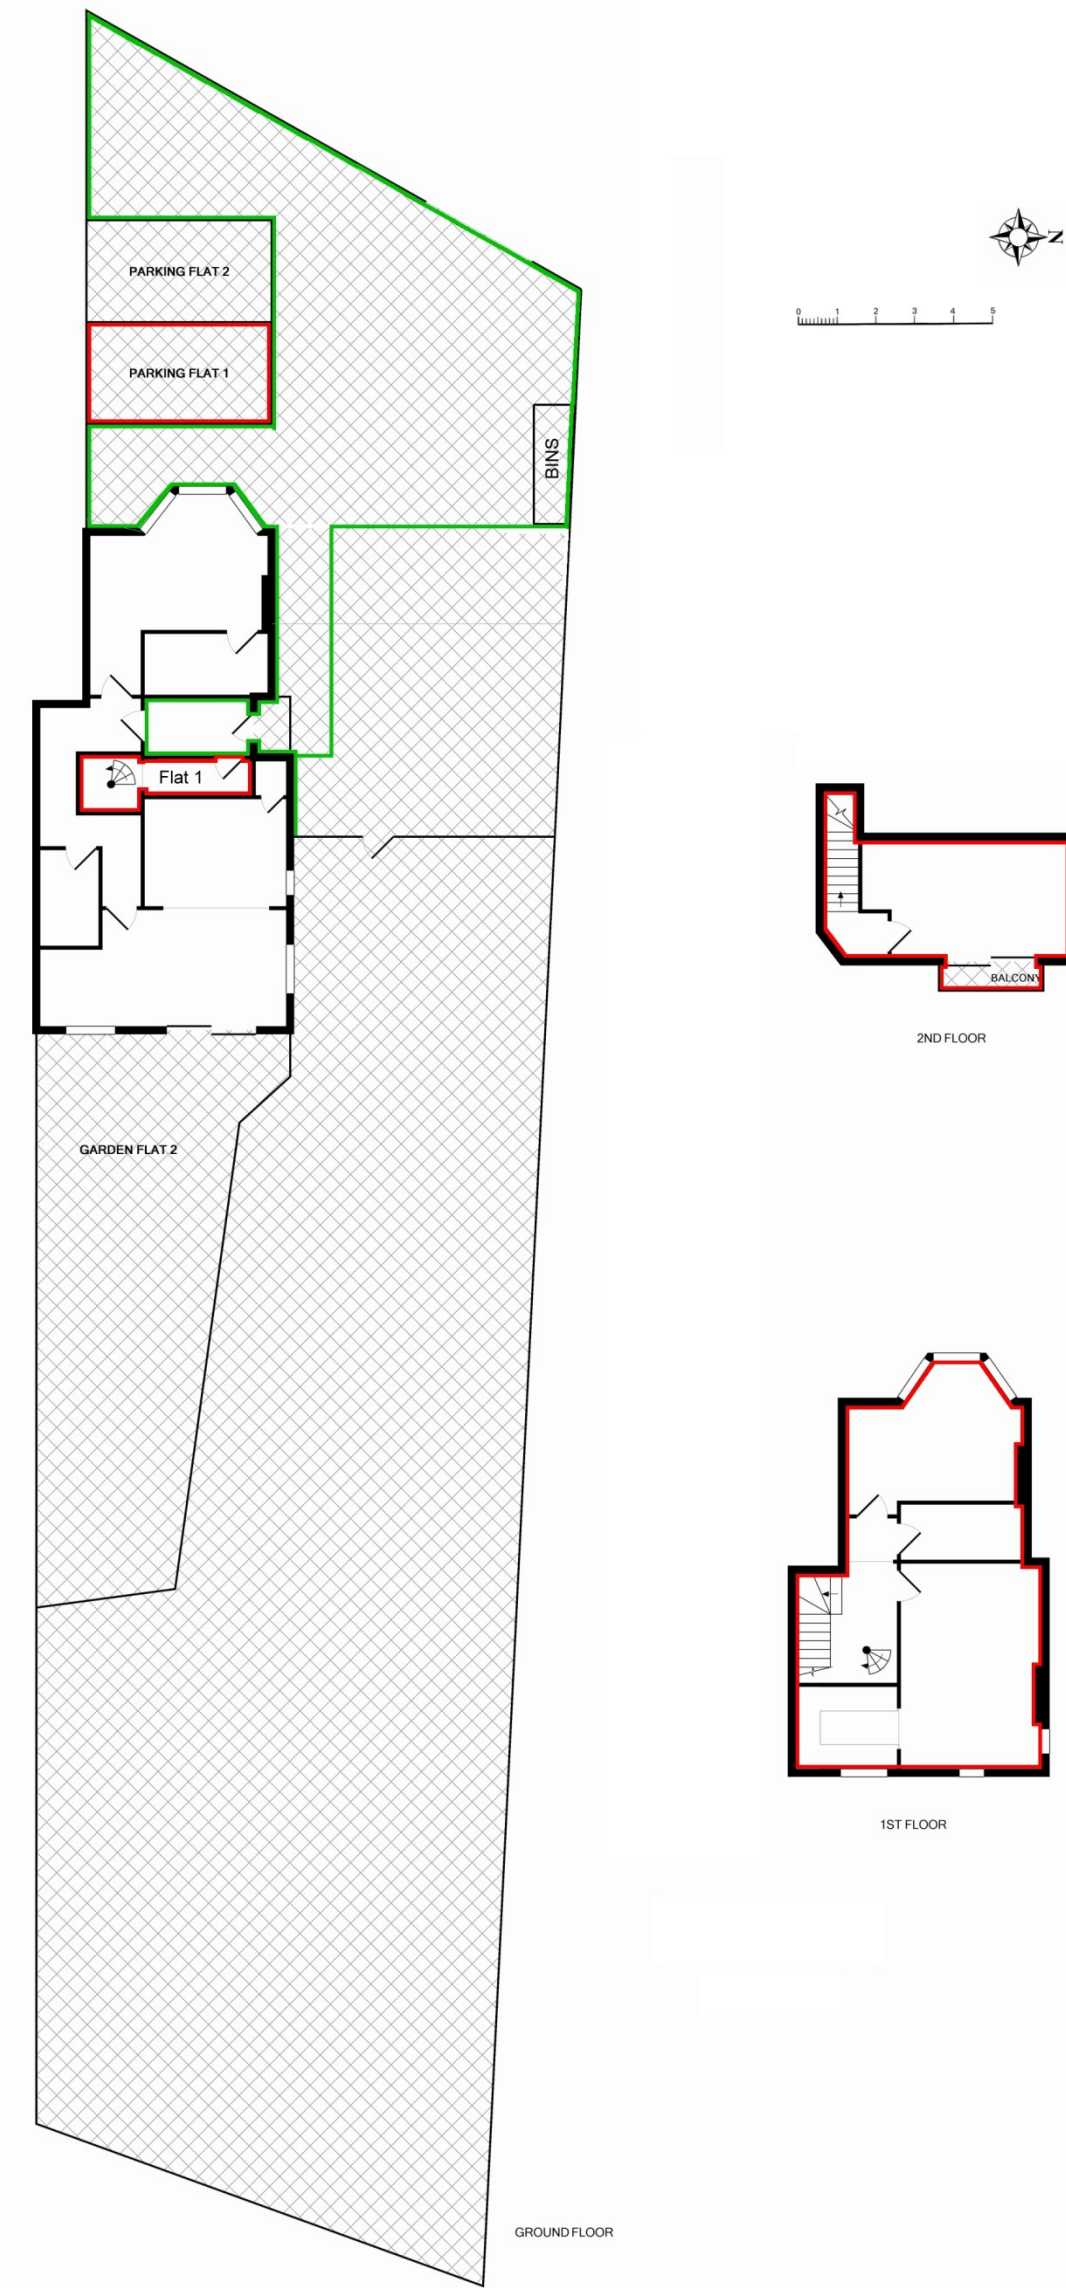 PARKING FLAT 2
N
0 1 2 3 4 5
PARKING FLAT 1
BINS
Flat 1
BALCONY
2ND FLOOR
GARDEN FLAT 2
1ST FLOOR
GROUND FLOOR